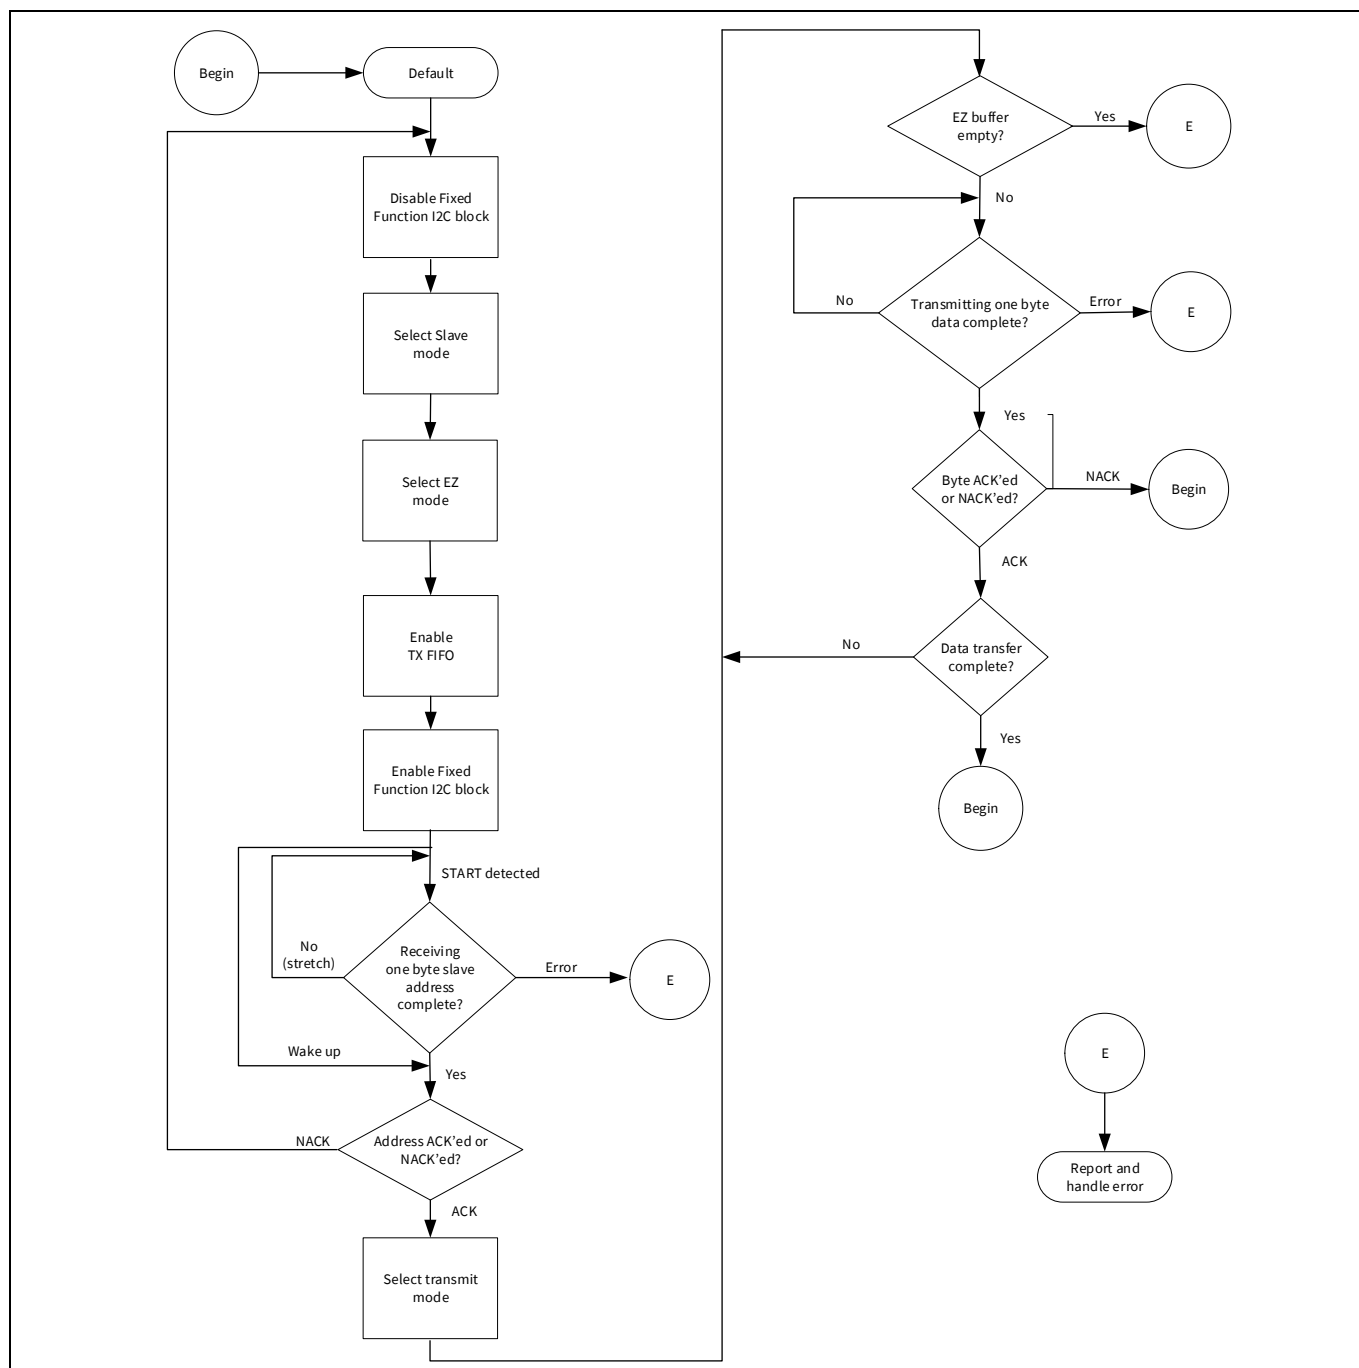 Begin
Default
Disable Fixed
Function I2C block
Select Slave
mode
Select EZ
mode
Enable
TX FIFO
Enable Fixed
Function I2C block
START detected
No
(stretch)
Receiving
one byte slave
address
complete?
Error
E
Wake up
Yes
NACK
Address ACK’ed or
NACK’ed?
ACK
Select transmit
mode
EZ buffer
empty?
Yes
E
No
No
Transmitting one byte
data complete?
Error
E
Yes
Byte ACK’ed
or NACK’ed?
NACK
Begin
ACK
No
Data transfer
complete?
Yes
Begin
E
Report and
handle error